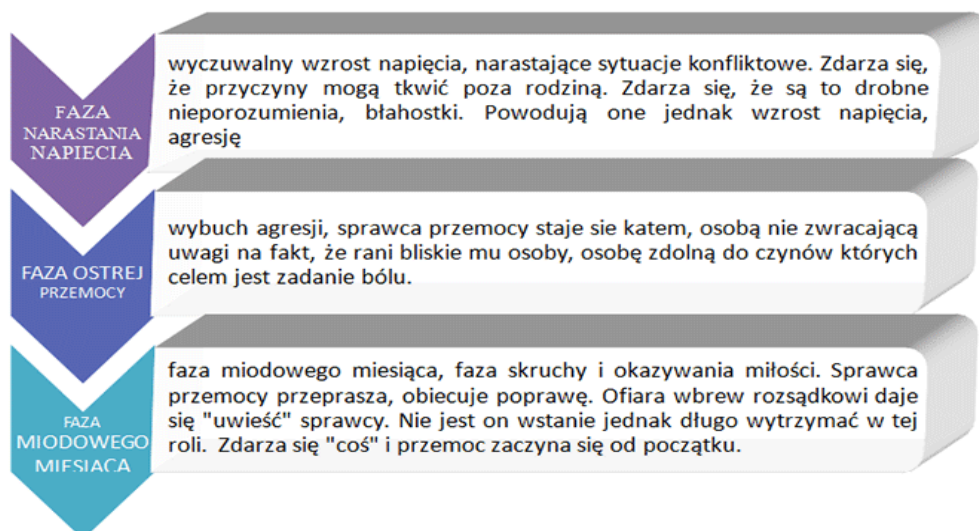 FAZA
NARASTANIA
NAPIECIA
wyczuwalny wzrost napięcia, narastające sytuacje konfliktowe. Zdarza się,
że przyczyny mogą tkwić poza rodziną. Zdarza się, że są to drobne
nieporozumienia, błahostki. Powodują one jednak wzrost napięcia,
agresję
FAZA OSTREJ
PRZEMOCY
wybuch agresji, sprawca przemocy staje sie katem, osobą nie zwracającą
uwagi na fakt, że rani bliskie mu osoby, osobę zdolną do czynów których
celem jest zadanie bólu.
FAZA
MIODOWEGO
MIESIĄCA
faza miodowego miesiąca, faza skruchy i okazywania miłości. Sprawca
przemocy przeprasza, obiecuje poprawę. Ofiara wbrew rozsądkowi daje
się "uwieść" sprawcy. Nie jest on wstanie jednak długo wytrzymać w tej
roli. Zdarza się "coś" i przemoc zaczyna się od początku.